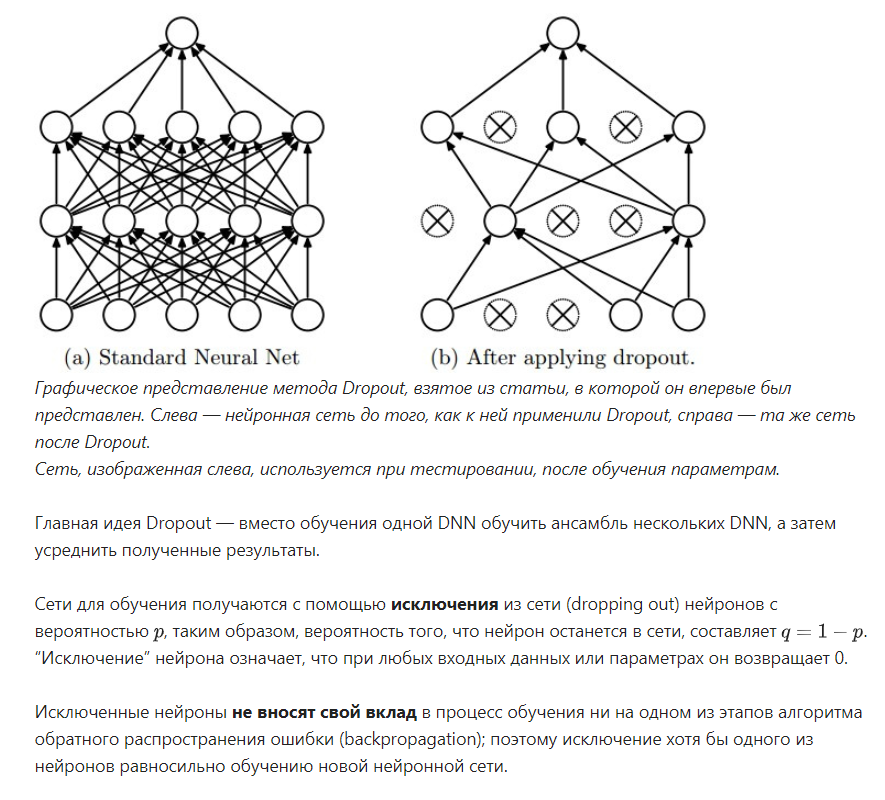 (a) Standard Neural Net
(b) After applying dropout.
Графическое представление метода Dropout, взятое из статьи, в которой он впервые был
представлен. Слева — нейронная сеть до того, как к ней применили Dropout, справа — та же сеть
после Dropout.
Сеть, изображенная слева, используется при тестировании, после обучения параметрам.
Главная идея Dropout — вместо обучения одной DNN обучить ансамбль нескольких DNN, а затем
усреднить полученные результаты.
Сети для обучения получаются с помощью исключения из сети (dropping out) нейронов с
вероятностью p, таким образом, вероятность того, что нейрон останется в сети, составляет q = 1 − p.
“Исключение” нейрона означает, что при любых входных данных или параметрах он возвращает 0.
Исключенные нейроны не вносят свой вклад в процесс обучения ни на одном из этапов алгоритма
обратного распространения ошибки (backpropagation); поэтому исключение хотя бы одного из
нейронов равносильно обучению новой нейронной сети.